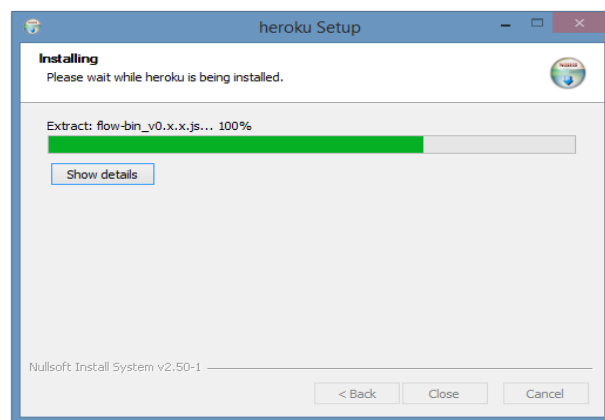 heroku Setup
Installing
Please wait while heroku is being installed.
Extract: flow-bin_v0.x.x.js... 100%
Show details
Nullsoft Install System v2.50-1
< Back Close Cancel